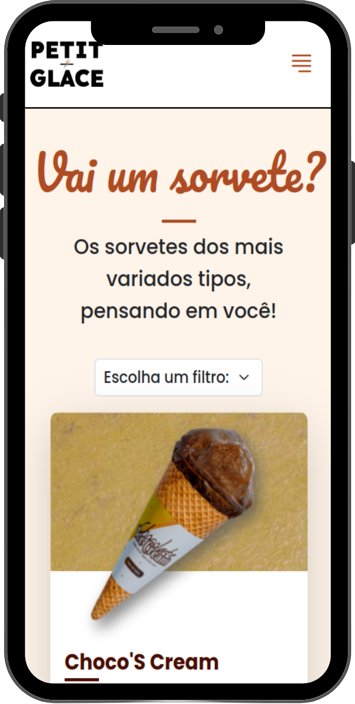 PETIT
GLACE
Vai um sorvete?
Os sorvetes dos mais
variados tipos,
pensando em você!
Escolha um filtro:
Choco'S Cream